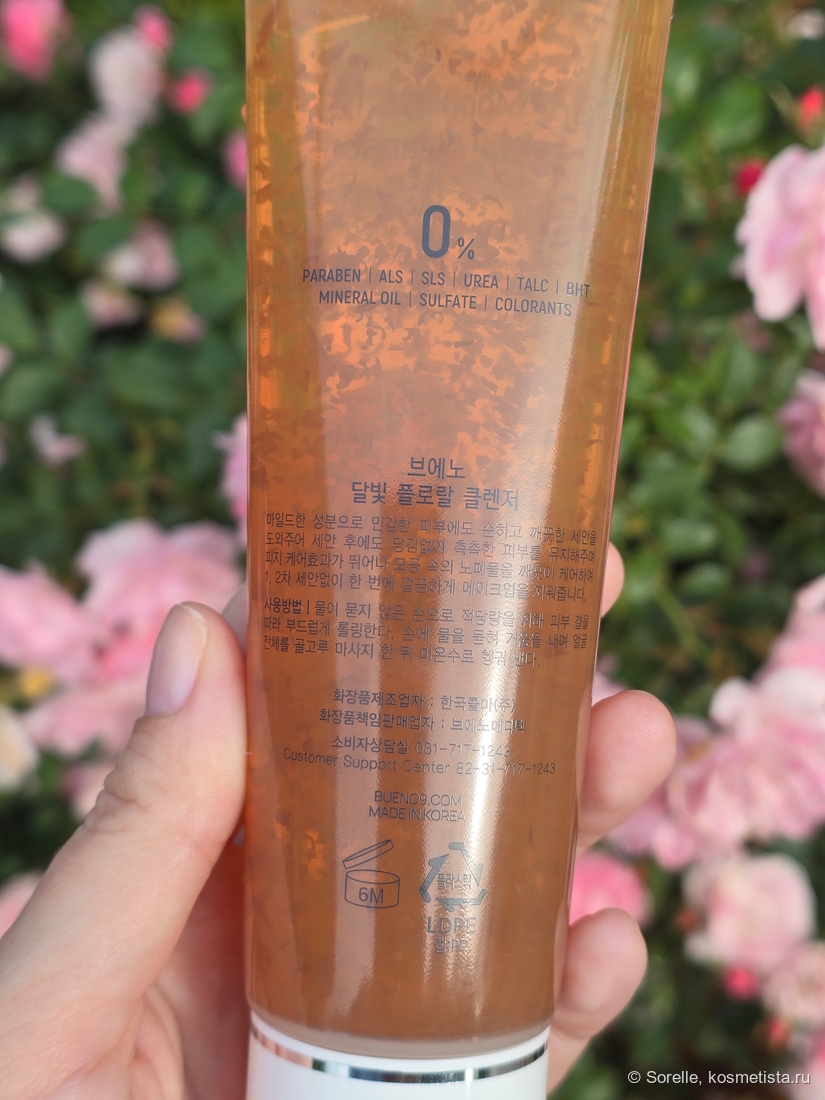 0%
PARABEN | ALS | SLS | UREA | TALC | BHT
MINERAL OIL | SULFATE | COLORANTS
브에노
달빛 플로랄 클렌저
마일드한 성분으로 민감한 피부에도 순하고 깨끗한 세안을
도와주어 세안 후에도 당김없이 촉촉한 피부를 유지해주며
피지 케어효과가 뛰어나 모공 속의 노폐물을 깨끗이 케어하여
1, 2차 세안없이 한 번에 깔끔하게 메이크업을 지워줍니다.
사용방법 | 물이 묻지 않은 손으로 적당량을 취해 피부 결을
따라 부드럽게 롤링한다. 손에 물을 묻혀 거품을 내며 얼굴
전체를 골고루 마사지 한 뒤 미온수로 헹궈 낸다.
화장품제조업자 : 한국콜마(주)
화장품책임판매업자 : 브에노메디텍
소비자상담실 031-717-1243
Customer Support Center 82-31-717-1243
BUENO9.COM
MADE IN KOREA
6M
플라스틱
LDPE
캡:PP
© Sorelle, kosmetista.ru